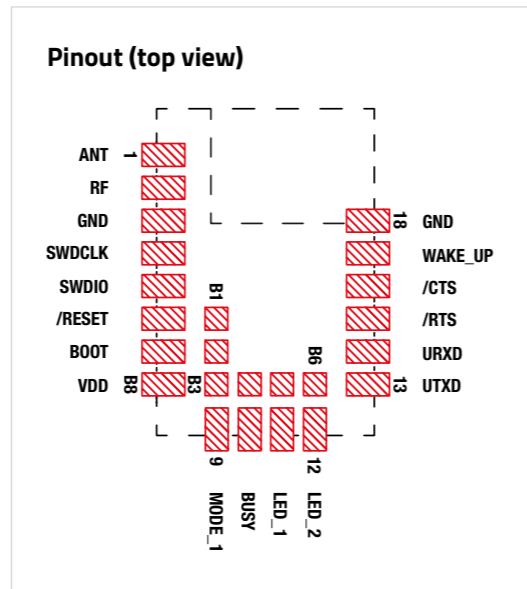 Pinout (top view)
1 ANT
RF
GND
SWDCLK
SWDIO
/RESET
BOOT
VDD B8
B1
B3
B6
18 GND
WAKE_UP
/CTS
/RTS
URXD
13 UTXD
9 MODE_1
BUSY
LED_1
12 LED_2